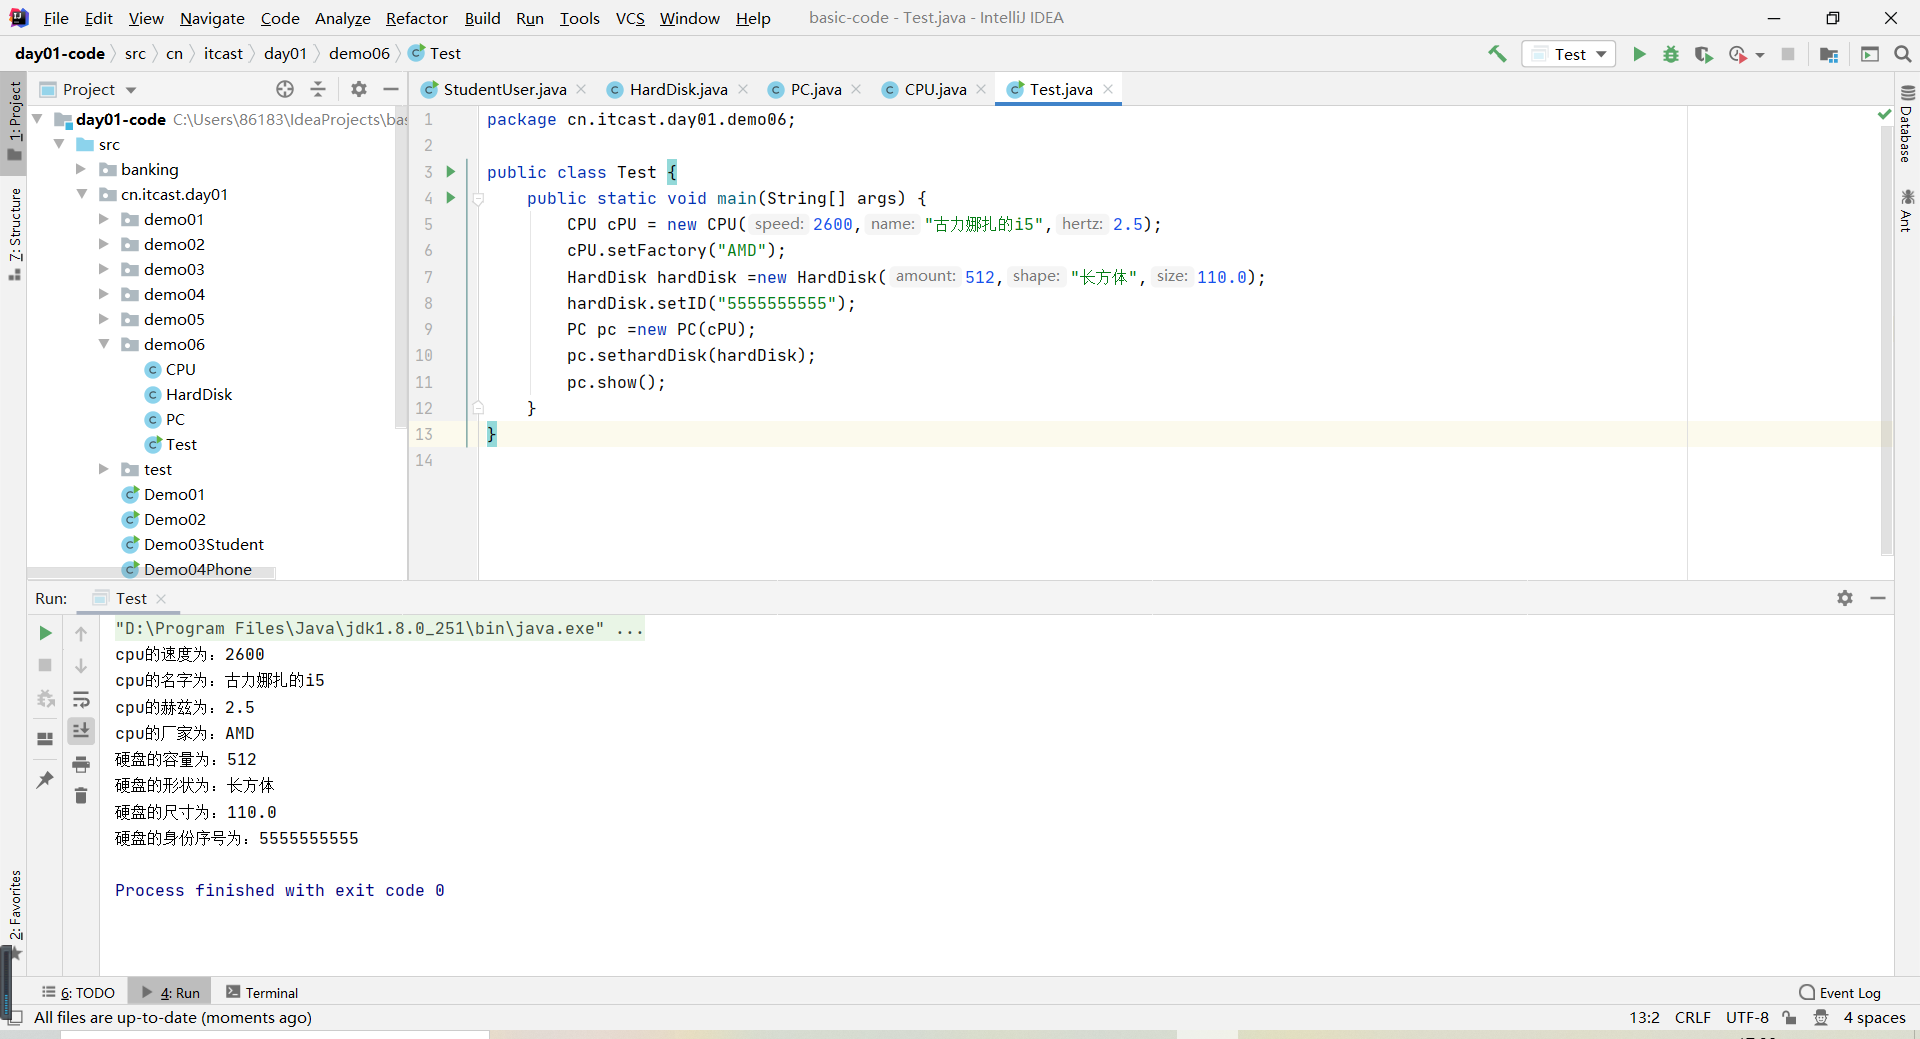 File Edit View Navigate Code Analyze Refactor Build Run Tools VCS Window Help basic-code - Test.java - IntelliJ IDEA
day01-code src cn itcast day01 demo06 Test
Test
1: Project
7: Structure
2: Favorites
Project
day01-code C:\Users\86183\IdeaProjects\bas
src
banking
cn.itcast.day01
demo01
demo02
demo03
demo04
demo05
demo06
CPU
HardDisk
PC
Test
test
Demo01
Demo02
Demo03Student
Demo04Phone
StudentUser.java HardDisk.java PC.java CPU.java Test.java
1 package cn.itcast.day01.demo06;
2
3 public class Test {
4 public static void main(String[] args) {
5 CPU cPU = new CPU( speed: 2600, name: "古力娜扎的i5", hertz: 2.5);
6 cPU.setFactory("AMD");
7 HardDisk hardDisk =new HardDisk( amount: 512, shape: "长方体", size: 110.0);
8 hardDisk.setID("5555555555");
9 PC pc =new PC(cPU);
10 pc.sethardDisk(hardDisk);
11 pc.show();
12 }
13 }
14
Database
Ant
Run: Test
"D:\Program Files\Java\jdk1.8.0_251\bin\java.exe" ...
cpu的速度为：2600
cpu的名字为：古力娜扎的i5
cpu的赫兹为：2.5
cpu的厂家为：AMD
硬盘的容量为：512
硬盘的形状为：长方体
硬盘的尺寸为：110.0
硬盘的身份序号为：5555555555
Process finished with exit code 0
6: TODO 4: Run Terminal Event Log
All files are up-to-date (moments ago) 13:2 CRLF UTF-8 4 spaces